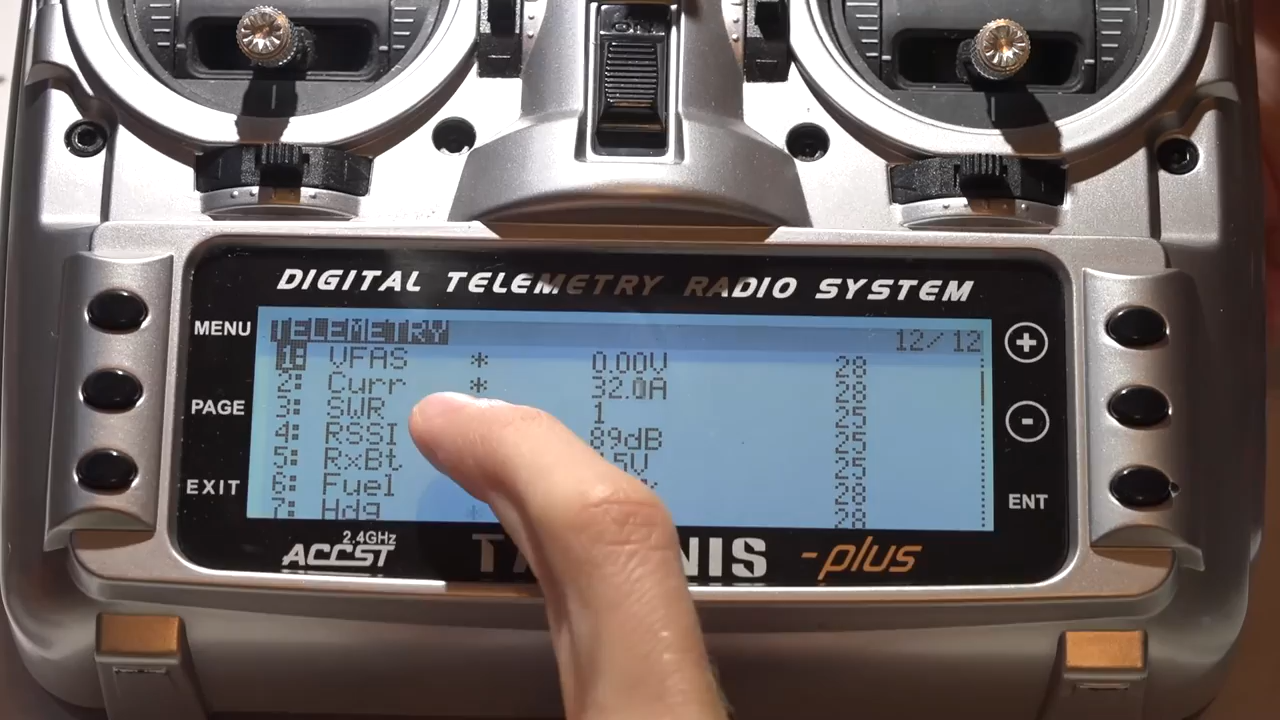 ON
DIGITAL TELEMETRY RADIO SYSTEM
MENU
PAGE
EXIT
TELEMETRY 12/12
1: VFAS * 0.00V 28
2: Curr * 32.0A 28
3: SWR 1 25
4: RSSI 89dB 25
5: RxBt 25
6: Fuel 28
7: Hdg * 28
+
-
ENT
2.4GHz
ACCST
-plus